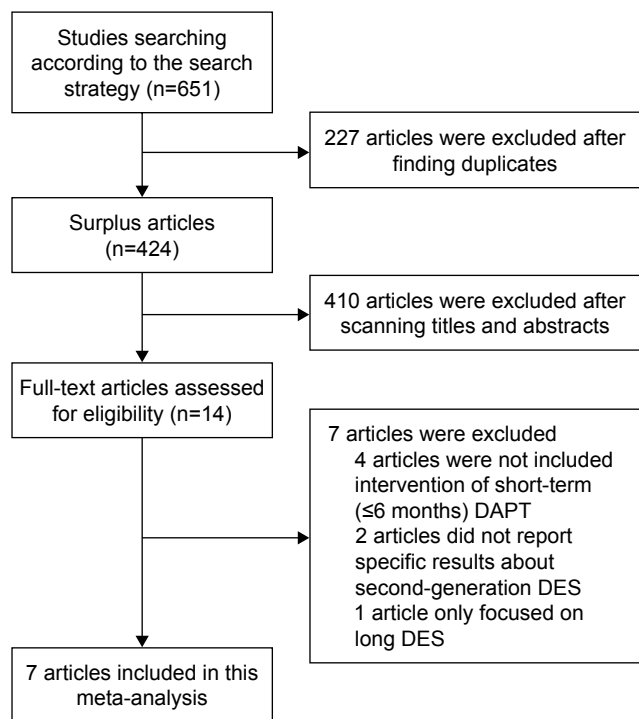 Studies searching
according to the search
strategy (n=651)
227 articles were excluded after
finding duplicates
Surplus articles
(n=424)
410 articles were excluded after
scanning titles and abstracts
Full-text articles assessed
for eligibility (n=14)
7 articles were excluded
4 articles were not included
intervention of short-term
(≤6 months) DAPT
2 articles did not report
specific results about
second-generation DES
1 article only focused on
long DES
7 articles included in this
meta-analysis